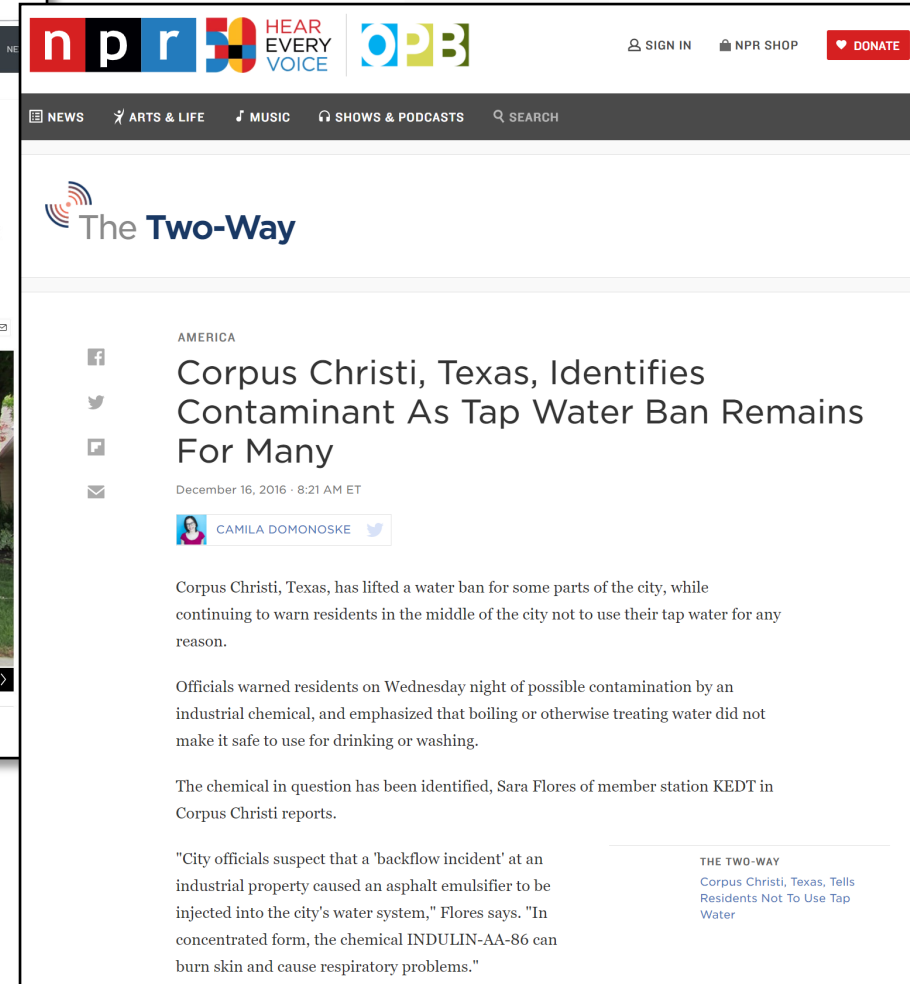 NE
npr
HEAR
EVERY
VOICE
OPB
SIGN IN
NPR SHOP
DONATE
NEWS
ARTS & LIFE
MUSIC
SHOWS & PODCASTS
SEARCH
The Two-Way
AMERICA
Corpus Christi, Texas, Identifies
Contaminant As Tap Water Ban Remains
For Many
December 16, 2016 · 8:21 AM ET
CAMILA DOMONOSKE
Corpus Christi, Texas, has lifted a water ban for some parts of the city, while
continuing to warn residents in the middle of the city not to use their tap water for any
reason.
Officials warned residents on Wednesday night of possible contamination by an
industrial chemical, and emphasized that boiling or otherwise treating water did not
make it safe to use for drinking or washing.
The chemical in question has been identified, Sara Flores of member station KEDT in
Corpus Christi reports.
"City officials suspect that a 'backflow incident' at an
industrial property caused an asphalt emulsifier to be
injected into the city's water system," Flores says. "In
concentrated form, the chemical INDULIN-AA-86 can
burn skin and cause respiratory problems."
THE TWO-WAY
Corpus Christi, Texas, Tells
Residents Not To Use Tap
Water